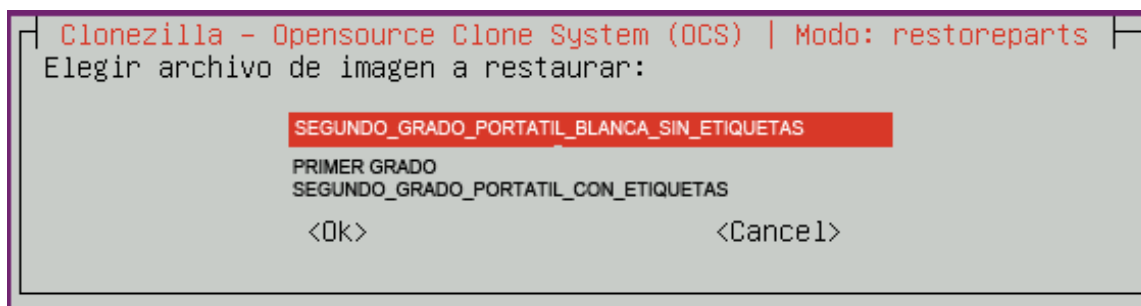 Clonezilla - Opensource Clone System (OCS) | Modo: restoreparts
Elegir archivo de imagen a restaurar:
SEGUNDO_GRADO_PORTATIL_BLANCA_SIN_ETIQUETAS
PRIMER GRADO
SEGUNDO_GRADO_PORTATIL_CON_ETIQUETAS
<Ok> <Cancel>